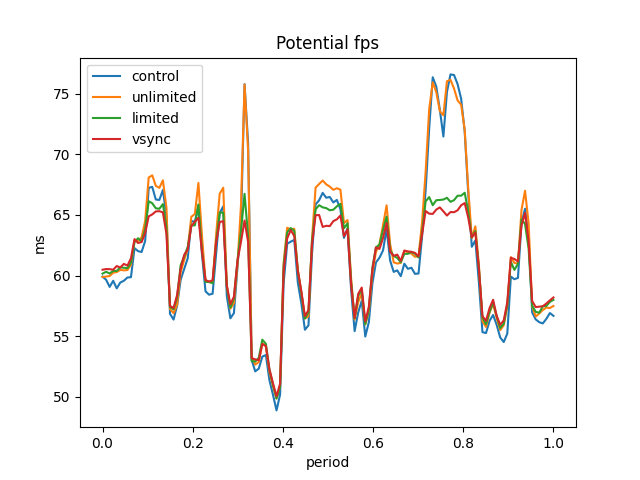 Potential fps
control
unlimited
limited
vsync
ms
75
70
65
60
55
50
0.0 0.2 0.4 0.6 0.8 1.0
period